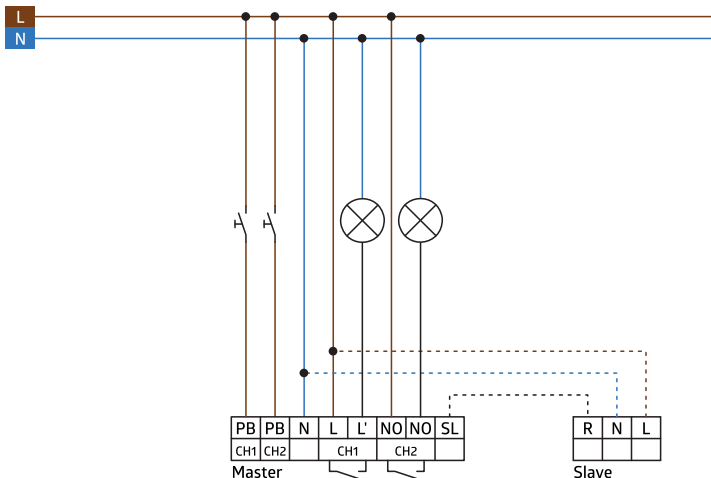 L
N
PB PB N L L' NO NO SL
CH1 CH2 CH1 CH2
Master
R N L
Slave